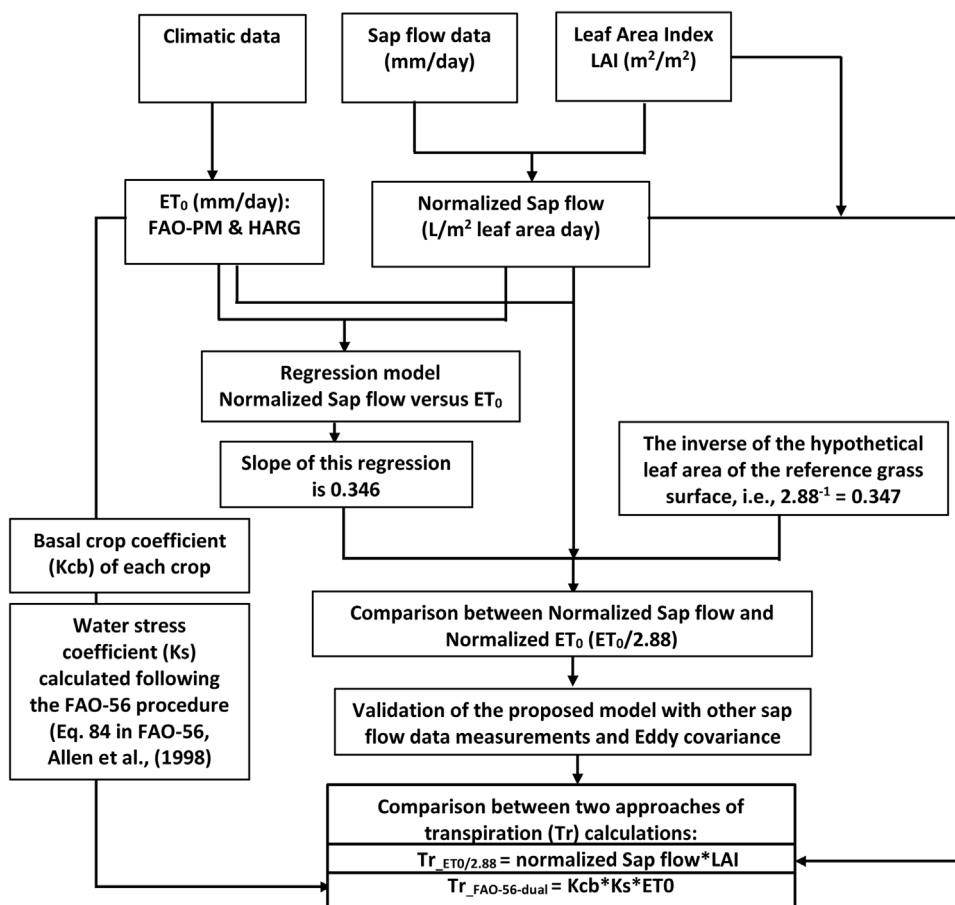 Climatic data
Sap flow data
(mm/day)
Leaf Area Index
LAI (m²/m²)
ET₀ (mm/day):
FAO-PM & HARG
Normalized Sap flow
(L/m² leaf area day)
Regression model
Normalized Sap flow versus ET₀
Slope of this regression
is 0.346
The inverse of the hypothetical
leaf area of the reference grass
surface, i.e., 2.88⁻¹ = 0.347
Basal crop coefficient
(Kcb) of each crop
Water stress
coefficient (Ks)
calculated following
the FAO-56 procedure
(Eq. 84 in FAO-56,
Allen et al., (1998)
Comparison between Normalized Sap flow and
Normalized ET₀ (ET₀/2.88)
Validation of the proposed model with other sap
flow data measurements and Eddy covariance
Comparison between two approaches of
transpiration (Tr) calculations:
Tr_ET0/2.88 = normalized Sap flow*LAI
Tr_FAO-56-dual = Kcb*Ks*ET0